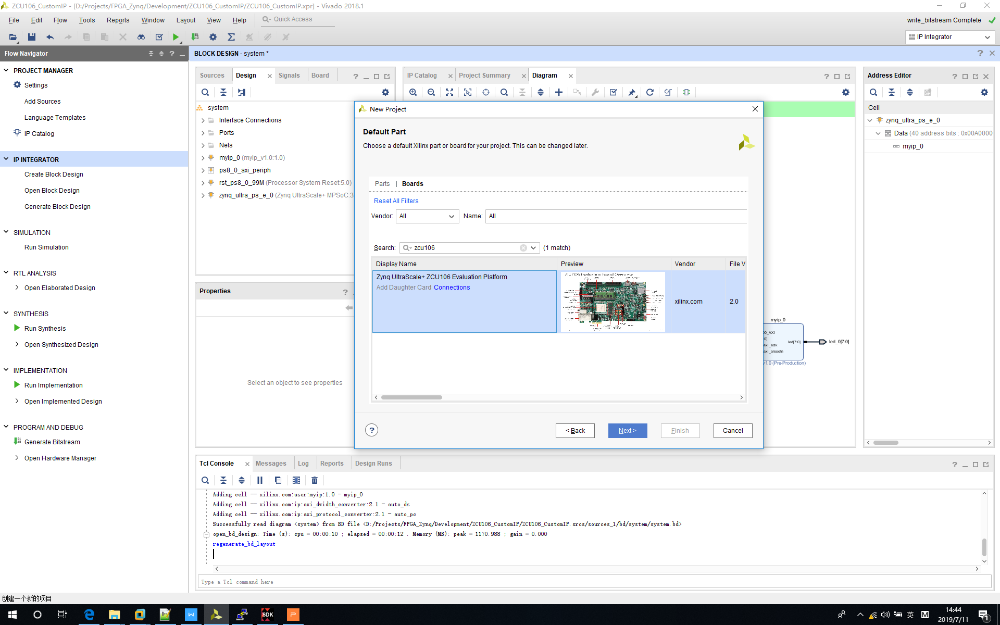 ZCU106_CustomIP - [D:/Projects/FPGA_Zynq/Development/ZCU106_CustomIP/ZCU106_CustomIP.xpr] - Vivado 2018.1
File Edit Flow Tools Reports Window Layout View Help Quick Access
write_bitstream Complete
IP Integrator
Flow Navigator
PROJECT MANAGER
Settings
Add Sources
Language Templates
IP Catalog
IP INTEGRATOR
Create Block Design
Open Block Design
Generate Block Design
SIMULATION
Run Simulation
RTL ANALYSIS
Open Elaborated Design
SYNTHESIS
Run Synthesis
Open Synthesized Design
IMPLEMENTATION
Run Implementation
Open Implemented Design
PROGRAM AND DEBUG
Generate Bitstream
Open Hardware Manager
BLOCK DESIGN - system *
Sources Design Signals Board
system
Interface Connections
Ports
Nets
myip_0 (myip_v1.0:1.0)
ps8_0_axi_periph
rst_ps8_0_99M (Processor System Reset:5.0)
zynq_ultra_ps_e_0 (Zynq UltraScale+ MPSoC:3
Properties
Select an object to see properties
IP Catalog Project Summary Diagram
New Project
Default Part
Choose a default Xilinx part or board for your project. This can be changed later.
Parts | Boards
Reset All Filters
Vendor: All Name: All
Search: zcu106 (1 match)
Display Name Preview Vendor File V
Zynq UltraScale+ ZCU106 Evaluation Platform
Add Daughter Card Connections
ZCU106 Evaluation Board Overview
xilinx.com 2.0
? < Back Next > Finish Cancel
myip_0
00_AXI
:0]
axi_aclk
axi_aresetn
led[7:0]
led_0[7:0]
v1.0 (Pre-Production)
Address Editor
Cell
zynq_ultra_ps_e_0
Data (40 address bits : 0x00A0000
myip_0
Tcl Console Messages Log Reports Design Runs
Adding cell -- xilinx.com:user:myip:1.0 - myip_0
Adding cell -- xilinx.com:ip:axi_dwidth_converter:2.1 - auto_ds
Adding cell -- xilinx.com:ip:axi_protocol_converter:2.1 - auto_pc
Successfully read diagram <system> from BD file <D:/Projects/FPGA_Zynq/Development/ZCU106_CustomIP/ZCU106_CustomIP.srcs/sources_1/bd/system/system.bd>
open_bd_design: Time (s): cpu = 00:00:10 ; elapsed = 00:00:12 . Memory (MB): peak = 1170.988 ; gain = 0.000
regenerate_bd_layout
Type a Tcl command here
创建一个新的项目
SDK
英 M
14:44
2019/7/11
1